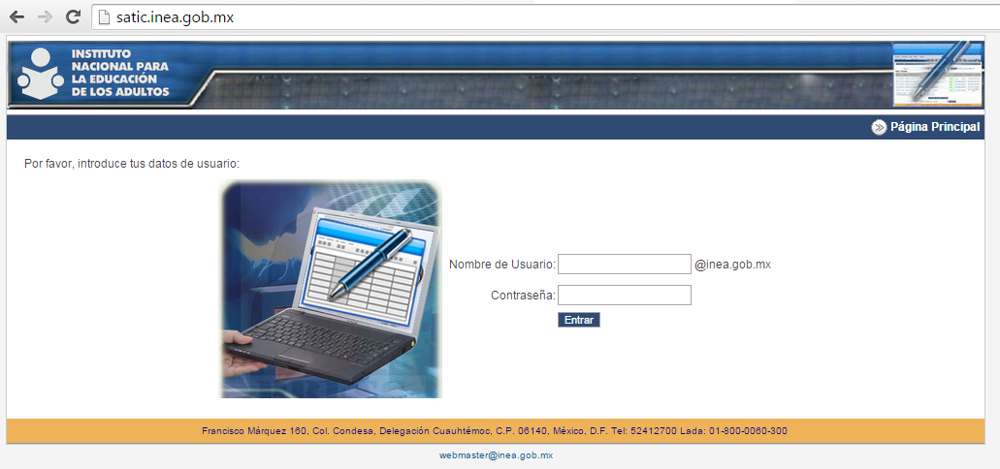 satic.inea.gob.mx
INSTITUTO
NACIONAL PARA
LA EDUCACIÓN
DE LOS ADULTOS
Página Principal
Por favor, introduce tus datos de usuario:
Nombre de Usuario: @inea.gob.mx
Contraseña:
Entrar
Francisco Márquez 160, Col. Condesa, Delegación Cuauhtémoc, C.P. 06140, México, D.F. Tel: 52412700 Lada: 01-800-0060-300
webmaster@inea.gob.mx